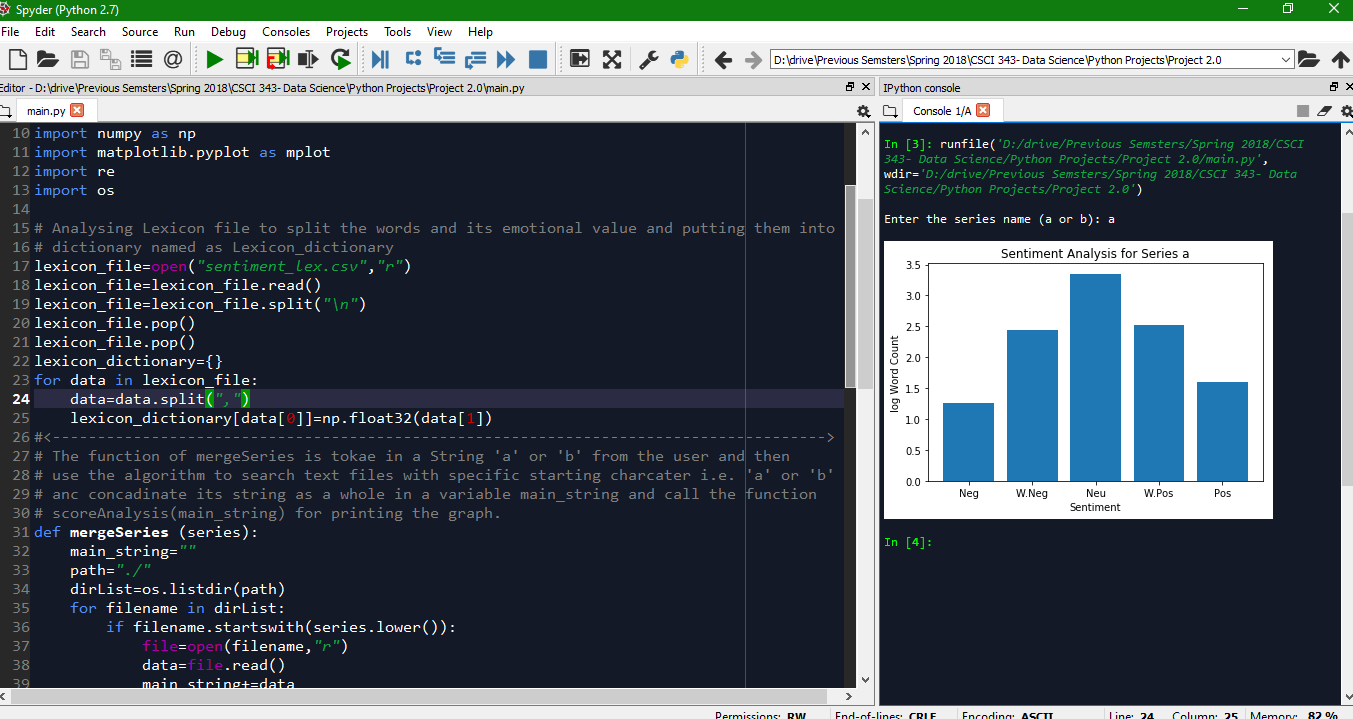 Spyder (Python 2.7)
File Edit Search Source Run Debug Consoles Projects Tools View Help
D:\drive\Previous Semsters\Spring 2018\CSCI 343- Data Science\Python Projects\Project 2.0
Editor - D:\drive\Previous Semsters\Spring 2018\CSCI 343- Data Science\Python Projects\Project 2.0\main.py
main.py
10 import numpy as np
11 import matplotlib.pyplot as mplot
12 import re
13 import os
14
15 # Analysing Lexicon file to split the words and its emotional value and putting them into
16 # dictionary named as Lexicon_dictionary
17 lexicon_file=open("sentiment_lex.csv","r")
18 lexicon_file=lexicon_file.read()
19 lexicon_file=lexicon_file.split("\n")
20 lexicon_file.pop()
21 lexicon_file.pop()
22 lexicon_dictionary={}
23 for data in lexicon_file:
24     data=data.split(",")
25     lexicon_dictionary[data[0]]=np.float32(data[1])
26 #<-------------------------------------------------------------------------------------->
27 # The function of mergeSeries is tokae in a String 'a' or 'b' from the user and then
28 # use the algorithm to search text files with specific starting charcater i.e. 'a' or 'b'
29 # anc concadinate its string as a whole in a variable main_string and call the function
30 # scoreAnalysis(main_string) for printing the graph.
31 def mergeSeries (series):
32     main_string=""
33     path="./"
34     dirList=os.listdir(path)
35     for filename in dirList:
36         if filename.startswith(series.lower()):
37             file=open(filename,"r")
38             data=file.read()
39             main_string+=data
IPython console
Console 1/A
In [3]: runfile('D:/drive/Previous Semsters/Spring 2018/CSCI
343- Data Science/Python Projects/Project 2.0/main.py',
wdir='D:/drive/Previous Semsters/Spring 2018/CSCI 343- Data
Science/Python Projects/Project 2.0')
Enter the series name (a or b): a
Sentiment Analysis for Series a
log Word Count
3.5
3.0
2.5
2.0
1.5
1.0
0.5
0.0
Neg W.Neg Neu W.Pos Pos
Sentiment
In [4]:
Permissions: RW End-of-lines: CRLF Encoding: ASCII Line: 24 Column: 25 Memory: 82 %